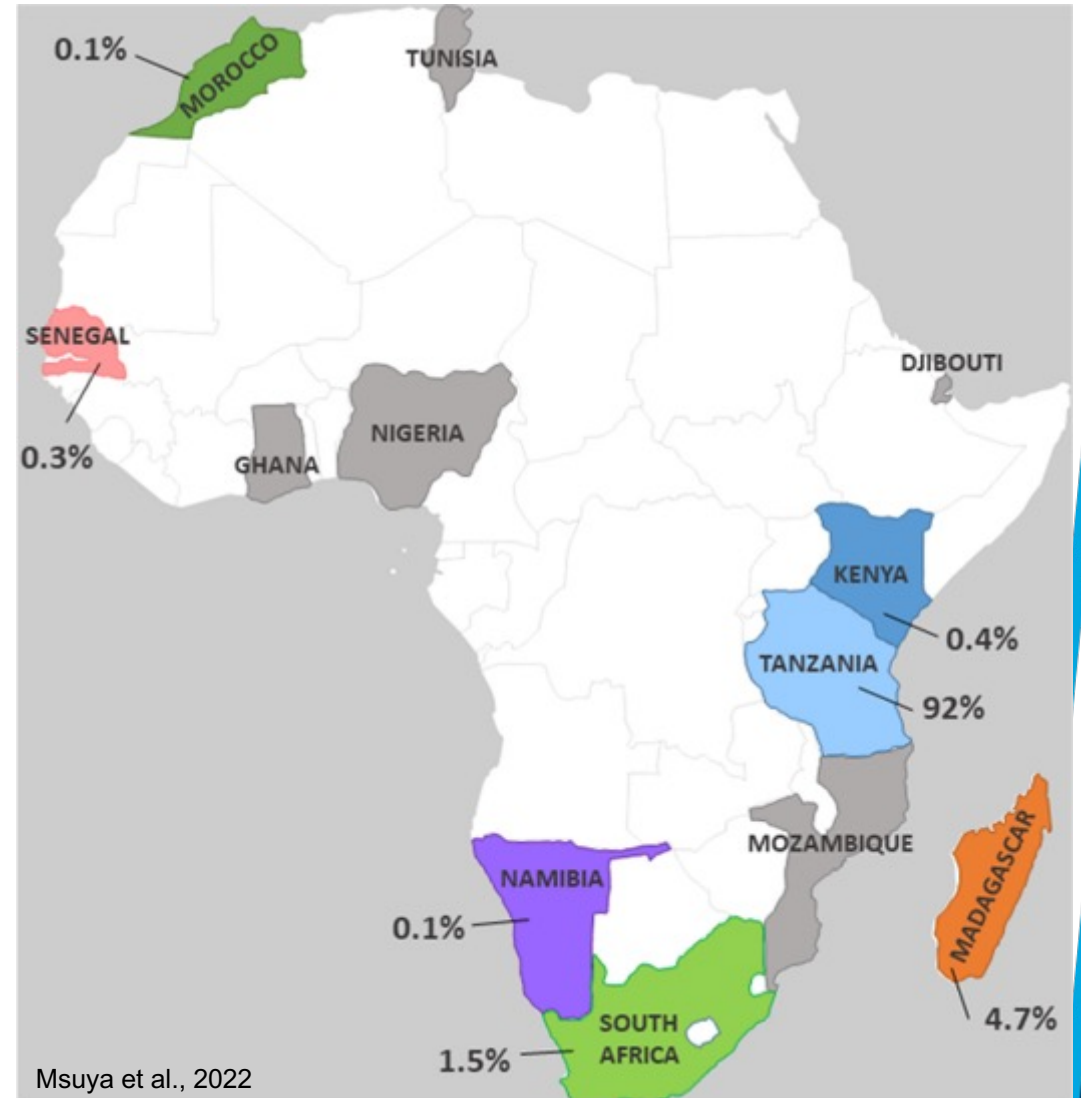 0.1%
MOROCCO
TUNISIA
SENEGAL
0.3%
GHANA
NIGERIA
DJIBOUTI
KENYA
0.4%
TANZANIA
92%
MOZAMBIQUE
MADAGASCAR
4.7%
NAMIBIA
0.1%
SOUTH
AFRICA
1.5%
Msuya et al., 2022